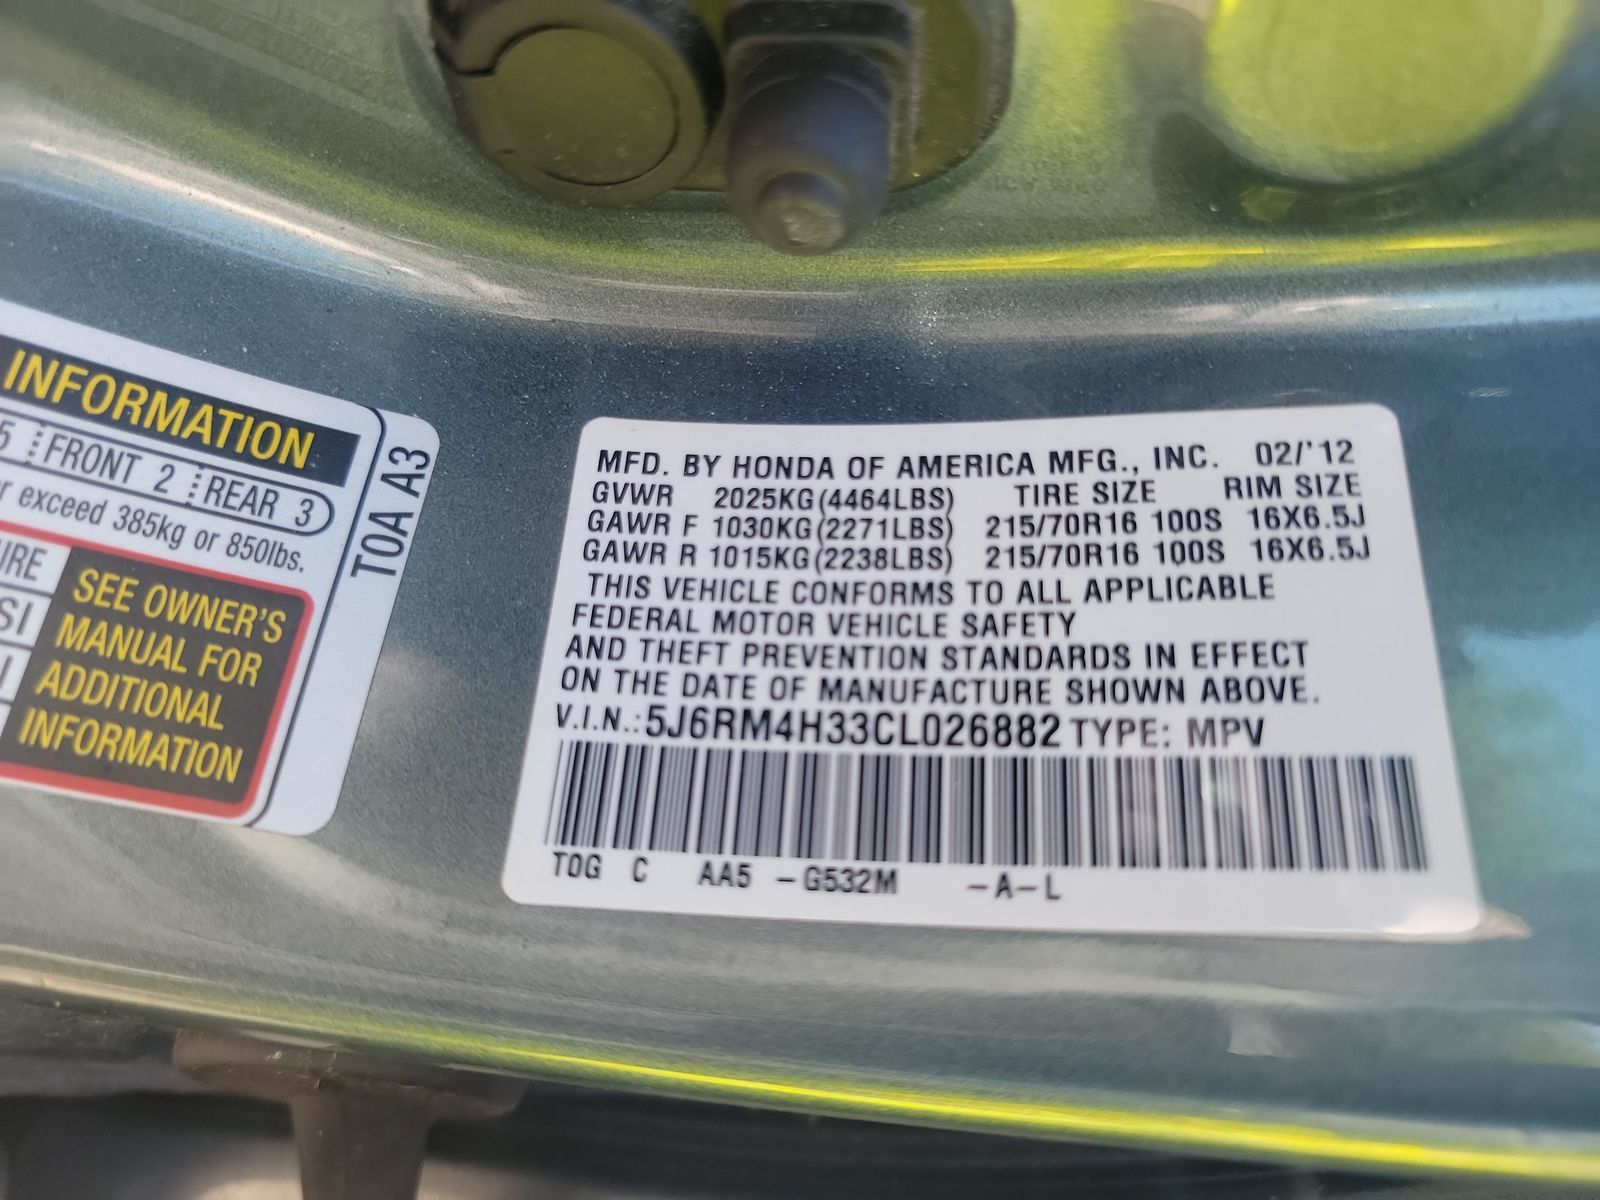 INFORMATION
5 FRONT 2 REAR 3
exceed 385kg or 850lbs.
SEE OWNER'S
MANUAL FOR
ADDITIONAL
INFORMATION
T0A A3
MFD. BY HONDA OF AMERICA MFG., INC. 02/'12
GVWR 2025KG(4464LBS) TIRE SIZE RIM SIZE
GAWR F 1030KG(2271LBS) 215/70R16 100S 16X6.5J
GAWR R 1015KG(2238LBS) 215/70R16 100S 16X6.5J
THIS VEHICLE CONFORMS TO ALL APPLICABLE
FEDERAL MOTOR VEHICLE SAFETY
AND THEFT PREVENTION STANDARDS IN EFFECT
ON THE DATE OF MANUFACTURE SHOWN ABOVE.
V.I.N.:5J6RM4H33CL026882 TYPE: MPV
T0G C AA5 -G532M -A-L